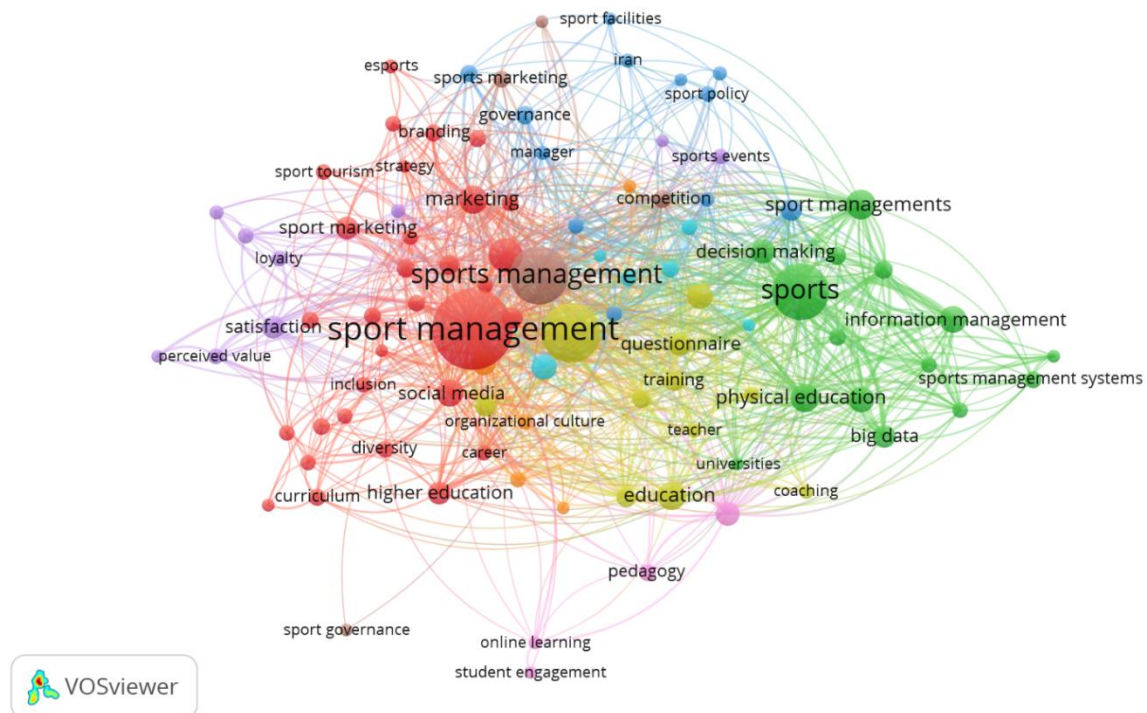 sport facilities
iran
esports
sports marketing
sport policy
governance
branding
manager
sports events
sport tourism
strategy
marketing
competition
sport managements
sport marketing
decision making
loyalty
sports management
sports
satisfaction
sport management
information management
questionnaire
perceived value
inclusion
training
sports management systems
social media
physical education
organizational culture
teacher
big data
diversity
career
universities
curriculum
higher education
education
coaching
pedagogy
sport governance
online learning
student engagement
VOSviewer